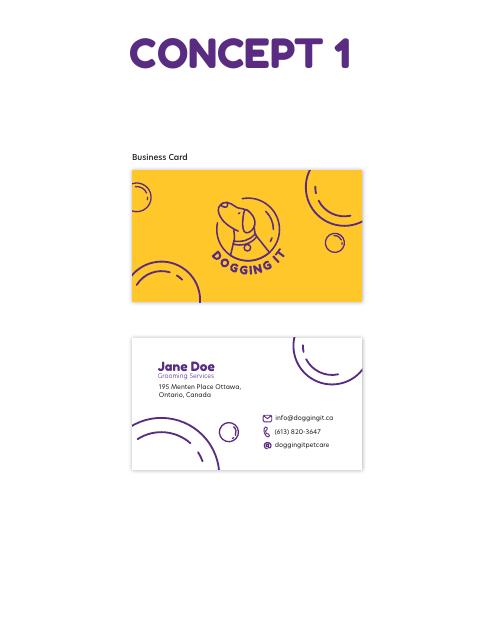 CONCEPT 1
Business Card
DOGGING IT
Jane Doe
Grooming Services
195 Menten Place Ottawa,
Ontario, Canada
info@doggingit.ca
(613) 820-3647
doggingitpetcare